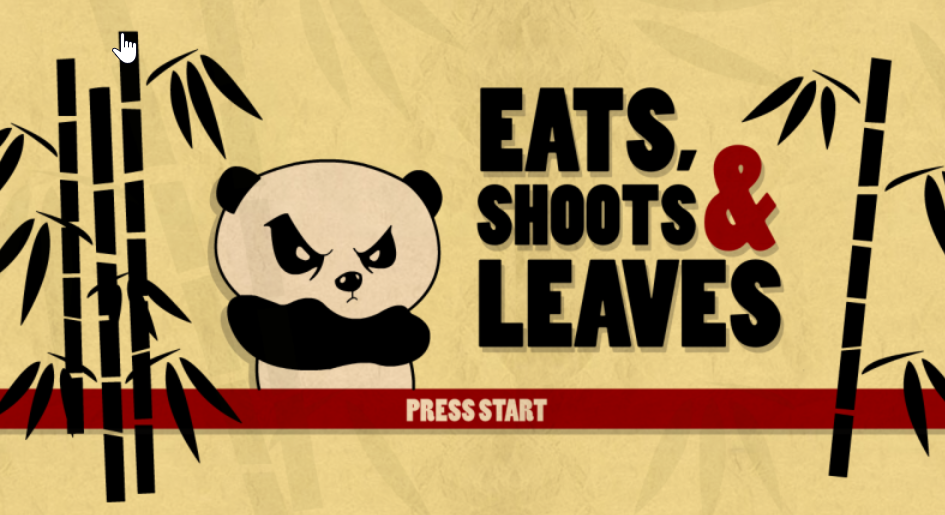 EATS,
SHOOTS &
LEAVES
PRESS START